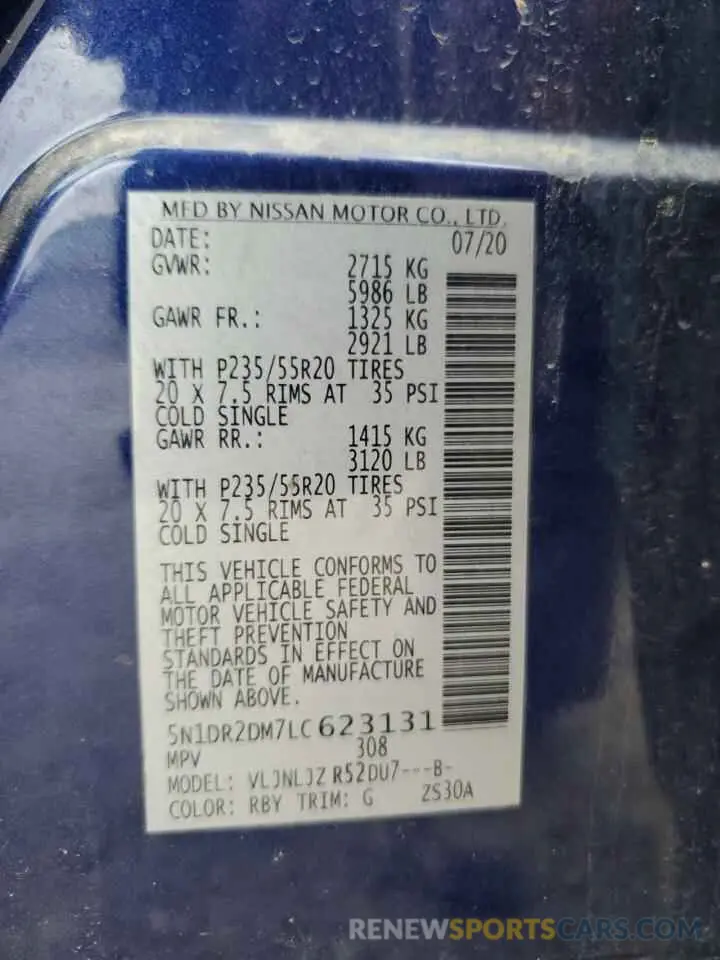 MFD BY NISSAN MOTOR CO., LTD.
DATE: 07/20
GVWR: 2715 KG
5986 LB
GAWR FR.: 1325 KG
2921 LB
WITH P235/55R20 TIRES
20 X 7.5 RIMS AT 35 PSI
COLD SINGLE
GAWR RR.: 1415 KG
3120 LB
WITH P235/55R20 TIRES
20 X 7.5 RIMS AT 35 PSI
COLD SINGLE
THIS VEHICLE CONFORMS TO
ALL APPLICABLE FEDERAL
MOTOR VEHICLE SAFETY AND
THEFT PREVENTION
STANDARDS IN EFFECT ON
THE DATE OF MANUFACTURE
SHOWN ABOVE.
5N1DR2DM7LC623131
MPV 308
MODEL: VLJNLJZ R52DU7---B-
COLOR: RBY TRIM: G ZS30A
RENEWSPORTSCARS.COM